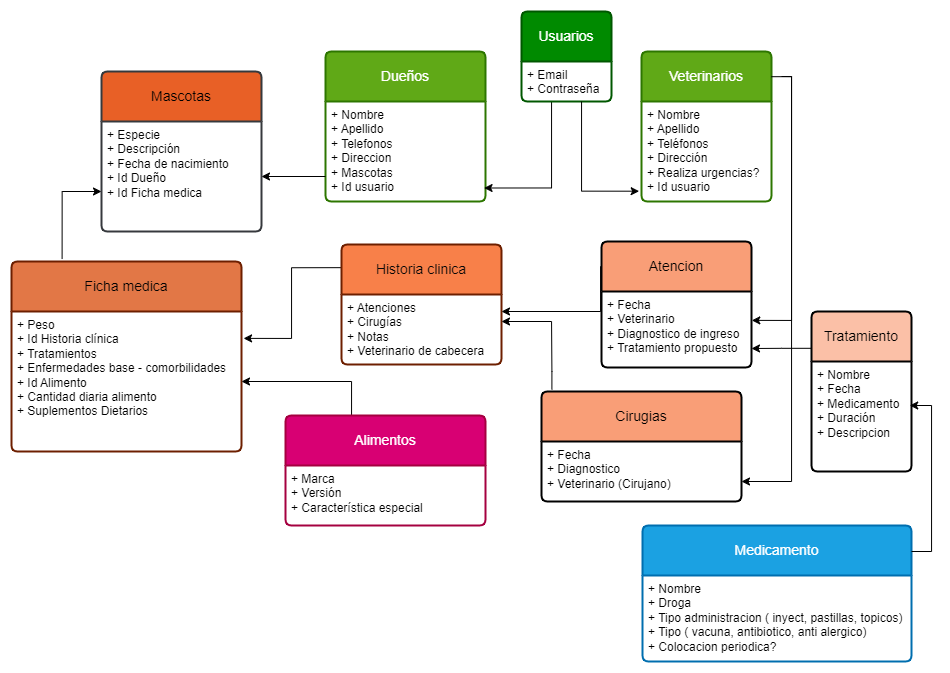 Usuarios
+ Email
+ Contraseña
Dueños
+ Nombre
+ Apellido
+ Telefonos
+ Direccion
+ Mascotas
+ Id usuario
Veterinarios
+ Nombre
+ Apellido
+ Teléfonos
+ Dirección
+ Realiza urgencias?
+ Id usuario
Mascotas
+ Especie
+ Descripción
+ Fecha de nacimiento
+ Id Dueño
+ Id Ficha medica
Ficha medica
+ Peso
+ Id Historia clínica
+ Tratamientos
+ Enfermedades base - comorbilidades
+ Id Alimento
+ Cantidad diaria alimento
+ Suplementos Dietarios
Historia clinica
+ Atenciones
+ Cirugías
+ Notas
+ Veterinario de cabecera
Atencion
+ Fecha
+ Veterinario
+ Diagnostico de ingreso
+ Tratamiento propuesto
Tratamiento
+ Nombre
+ Fecha
+ Medicamento
+ Duración
+ Descripcion
Alimentos
+ Marca
+ Versión
+ Característica especial
Cirugias
+ Fecha
+ Diagnostico
+ Veterinario (Cirujano)
Medicamento
+ Nombre
+ Droga
+ Tipo administracion ( inyect, pastillas, topicos)
+ Tipo ( vacuna, antibiotico, anti alergico)
+ Colocacion periodica?